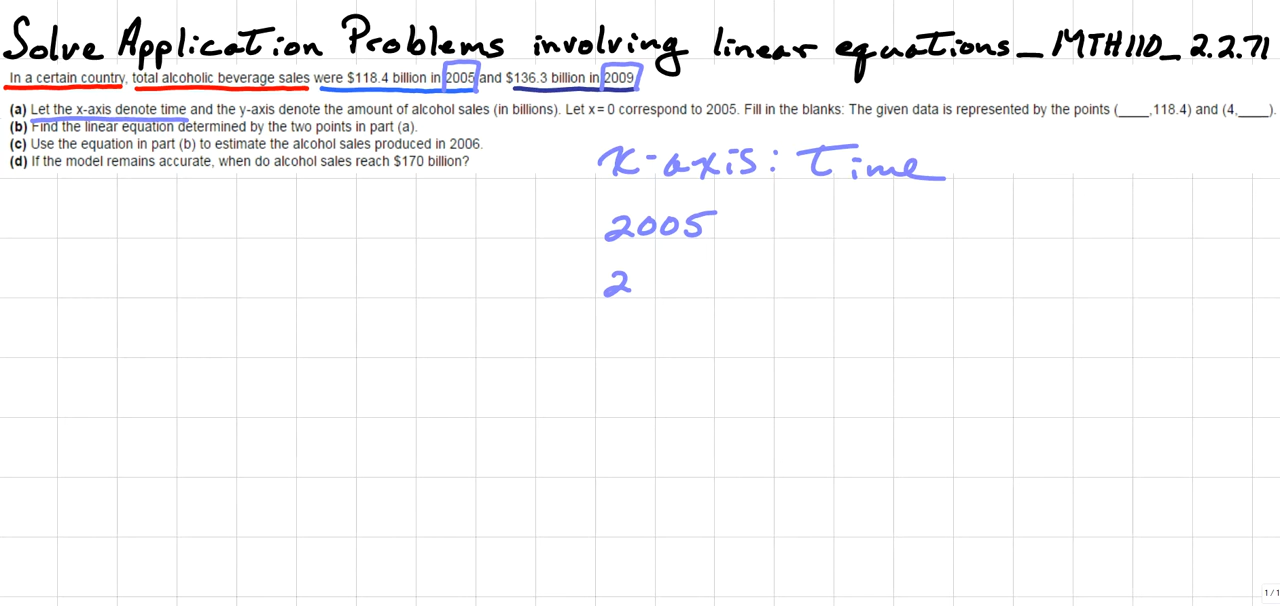 Solve Application Problems involving linear equations_MTH110_2.2.71
In a certain country, total alcoholic beverage sales were $118.4 billion in 2005 and $136.3 billion in 2009.
(a) Let the x-axis denote time and the y-axis denote the amount of alcohol sales (in billions). Let x=0 correspond to 2005. Fill in the blanks: The given data is represented by the points (____,118.4) and (4,____).
(b) Find the linear equation determined by the two points in part (a).
(c) Use the equation in part (b) to estimate the alcohol sales produced in 2006.
(d) If the model remains accurate, when do alcohol sales reach $170 billion?
x-axis: Time
2005
2
1/1